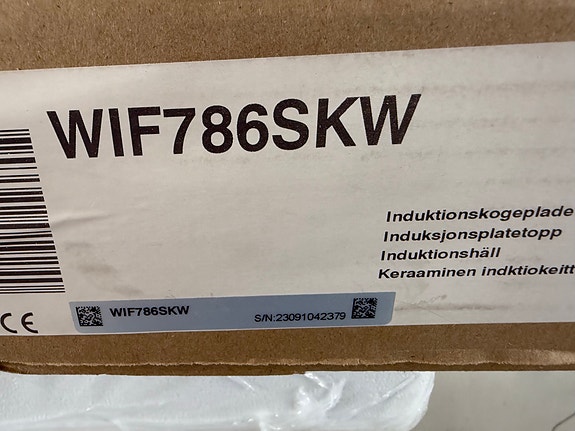 WIF786SKW
Induktionskogeplade
Induksjonsplatetopp
Induktionshäll
Keraaminen indktiokeitt
CE
WIF786SKW
S/N:23091042379